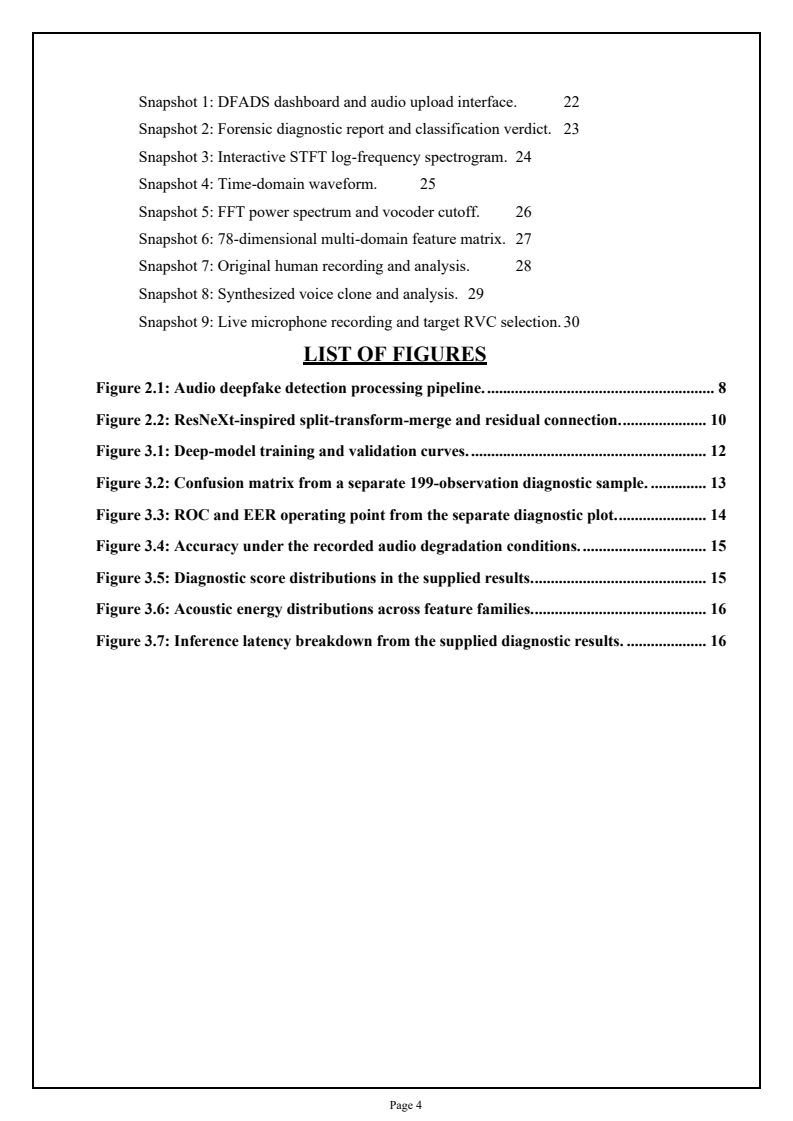 Snapshot 1: DFADS dashboard and audio upload interface. 22
Snapshot 2: Forensic diagnostic report and classification verdict. 23
Snapshot 3: Interactive STFT log-frequency spectrogram. 24
Snapshot 4: Time-domain waveform. 25
Snapshot 5: FFT power spectrum and vocoder cutoff. 26
Snapshot 6: 78-dimensional multi-domain feature matrix. 27
Snapshot 7: Original human recording and analysis. 28
Snapshot 8: Synthesized voice clone and analysis. 29
Snapshot 9: Live microphone recording and target RVC selection. 30
LIST OF FIGURES
Figure 2.1: Audio deepfake detection processing pipeline. ........................................................ 8
Figure 2.2: ResNeXt-inspired split-transform-merge and residual connection. ..................... 10
Figure 3.1: Deep-model training and validation curves. ......................................................... 12
Figure 3.2: Confusion matrix from a separate 199-observation diagnostic sample. .............. 13
Figure 3.3: ROC and EER operating point from the separate diagnostic plot. ...................... 14
Figure 3.4: Accuracy under the recorded audio degradation conditions. .............................. 15
Figure 3.5: Diagnostic score distributions in the supplied results. .......................................... 15
Figure 3.6: Acoustic energy distributions across feature families. .......................................... 16
Figure 3.7: Inference latency breakdown from the supplied diagnostic results. .................... 16
Page 4